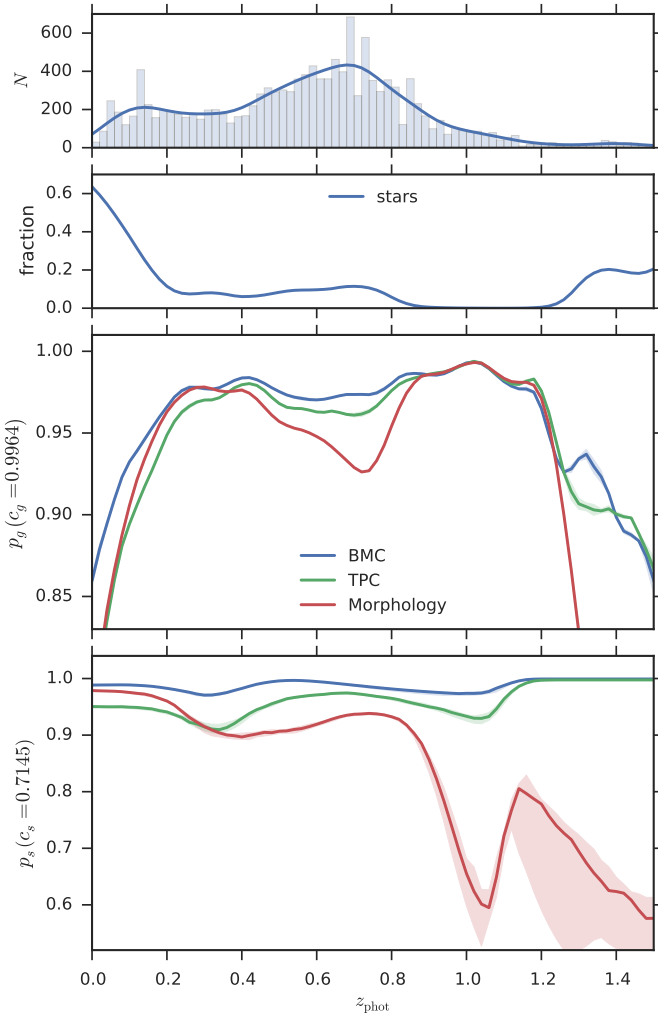 600
400
200
0
N
0.6
0.4
0.2
0.0
fraction
stars
1.00
0.95
0.90
0.85
p_g (c_g = 0.9964)
BMC
TPC
Morphology
1.0
0.9
0.8
0.7
0.6
p_s (c_s = 0.7145)
0.0 0.2 0.4 0.6 0.8 1.0 1.2 1.4
z_phot